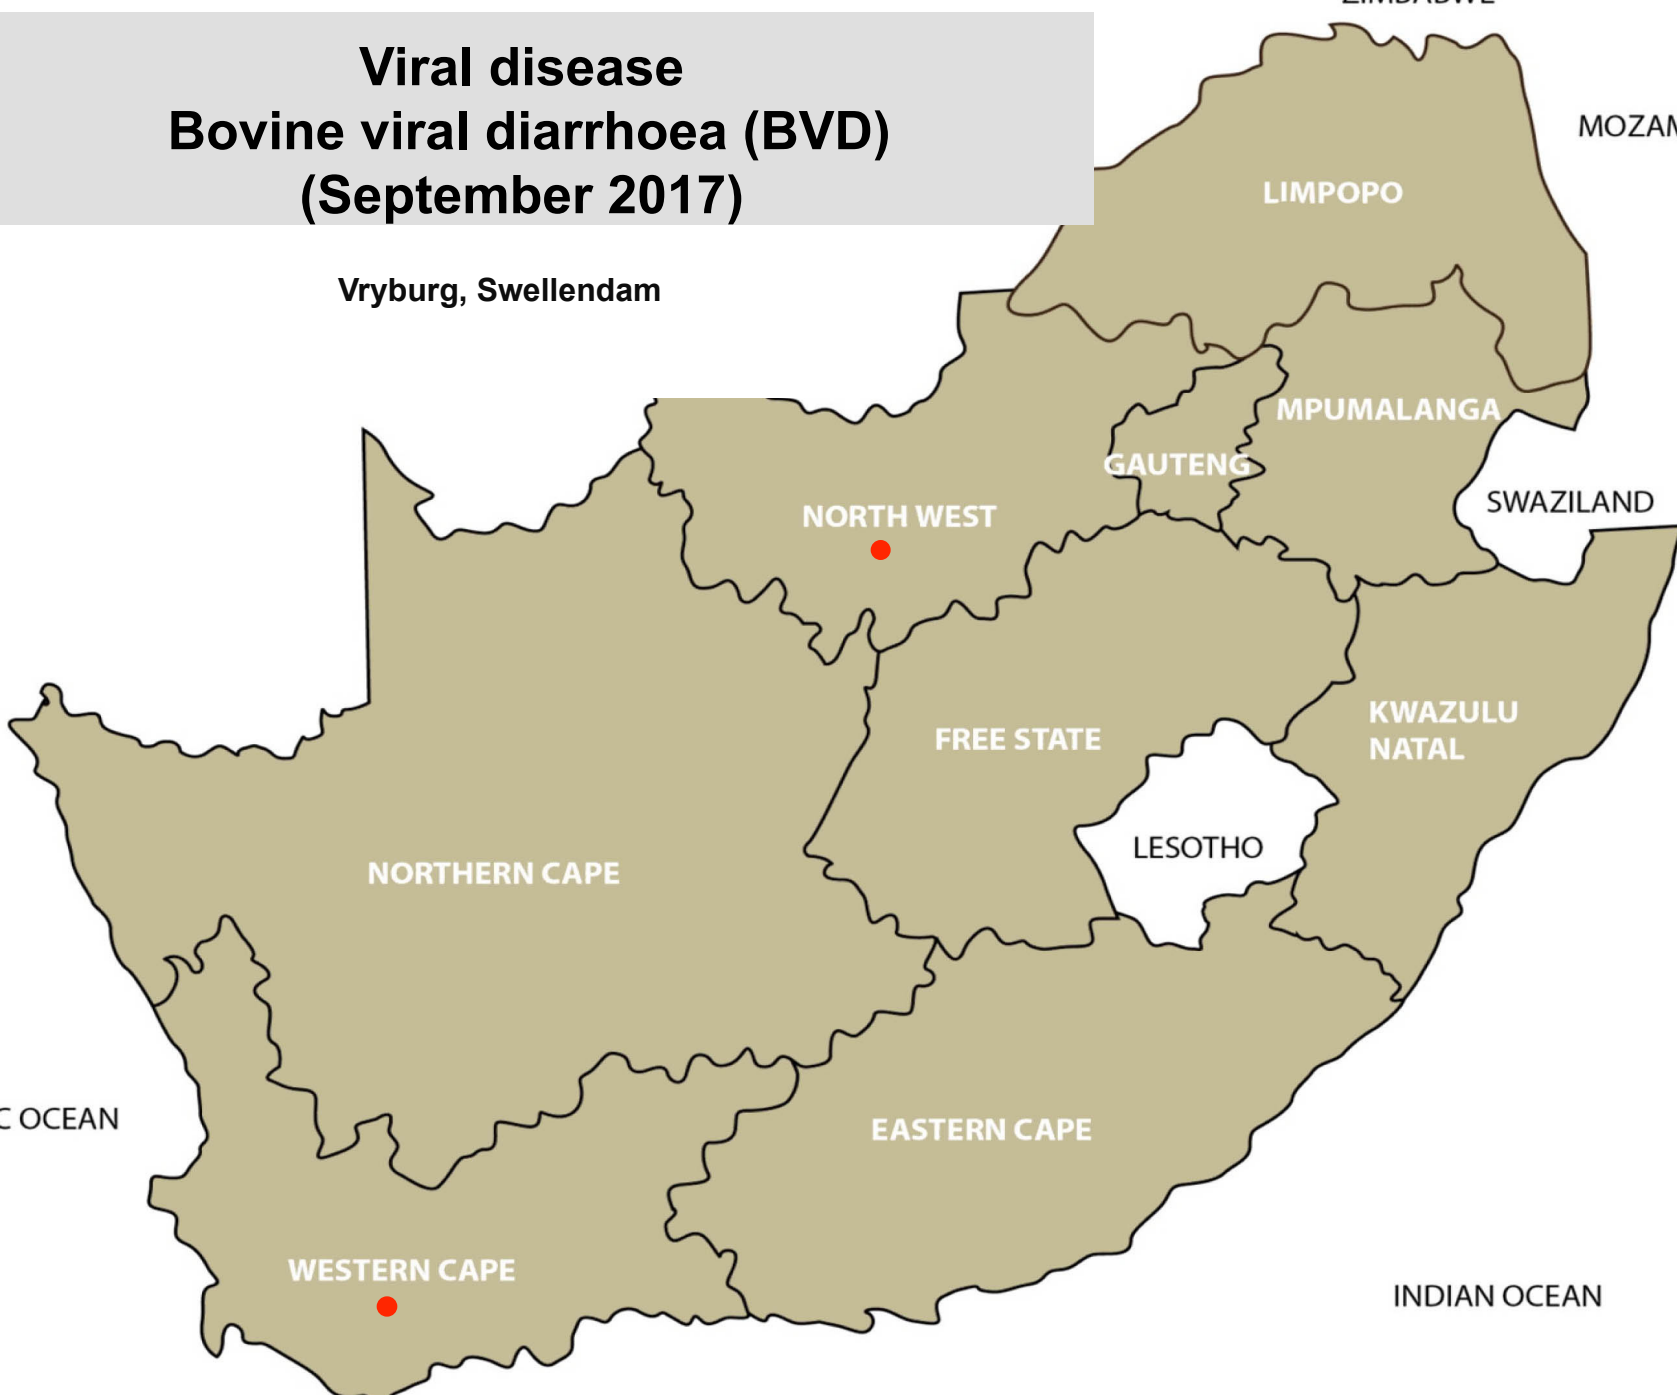 Viral disease
Bovine viral diarrhoea (BVD)
(September 2017)
LIMPOPO
Vryburg, Swellendam
MPUMALANGA
GAUTENG
SWAZILAND
NORTH WEST
KWAZULU
NATAL
FREE STATE
LESOTHO
NORTHERN CAPE
OCEAN
EASTERN CAPE
WESTERN CAPE
INDIAN OCEAN